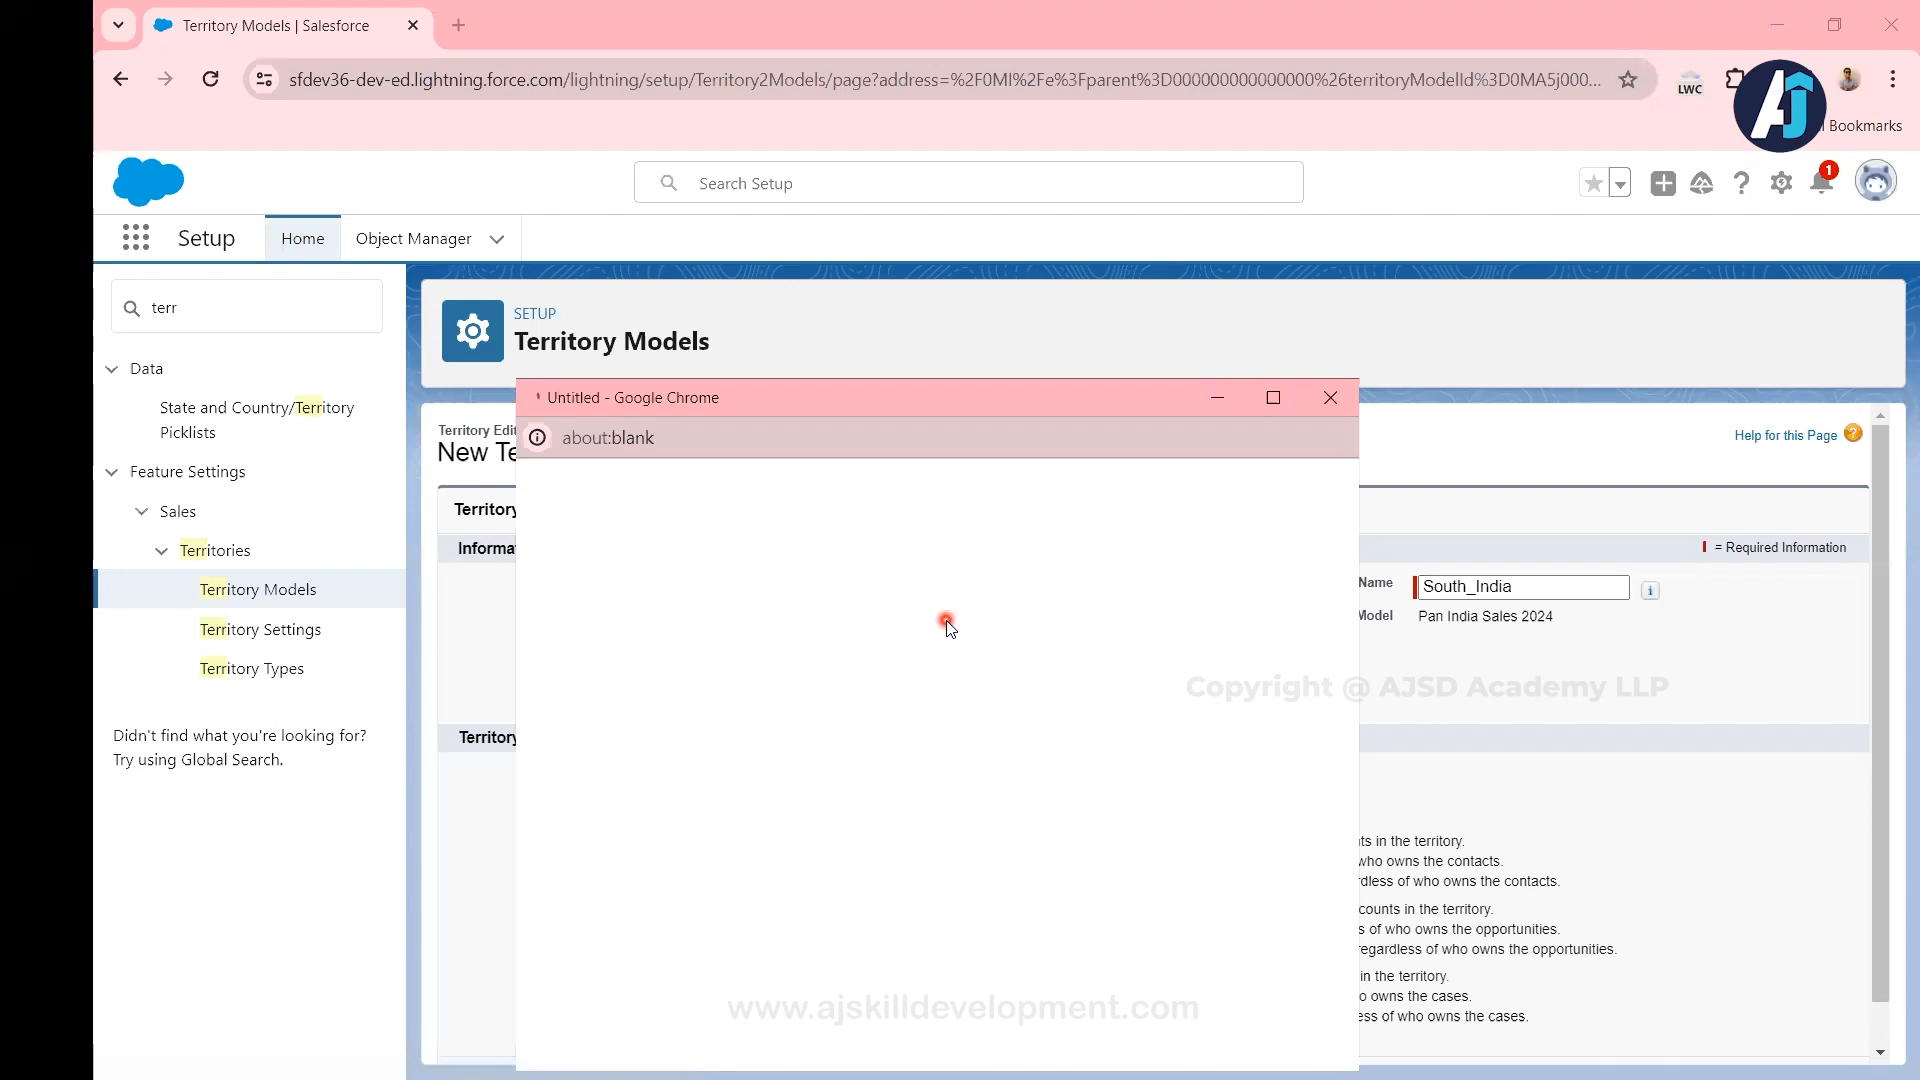 Territory Models | Salesforce
sfdev36-dev-ed.lightning.force.com/lightning/setup/Territory2Models/page?address=%2F0MI%2Fe%3Fparent%3D000000000000000%26territoryModelId%3D0MA5j000...
LWC
AJ
Bookmarks
Search Setup
1
Setup
Home
Object Manager
terr
Data
State and Country/Territory
Picklists
Feature Settings
Sales
Territories
Territory Models
Territory Settings
Territory Types
Didn't find what you're looking for?
Try using Global Search.
SETUP
Territory Models
Untitled - Google Chrome
about:blank
Territory Edit
New Te
Help for this Page
Territory
Informa
= Required Information
Name
South_India
Model
Pan India Sales 2024
Copyright @ AJSD Academy LLP
Territory
ts in the territory.
who owns the contacts.
rdless of who owns the contacts.
counts in the territory.
s of who owns the opportunities.
regardless of who owns the opportunities.
in the territory.
o owns the cases.
ess of who owns the cases.
www.ajskilldevelopment.com